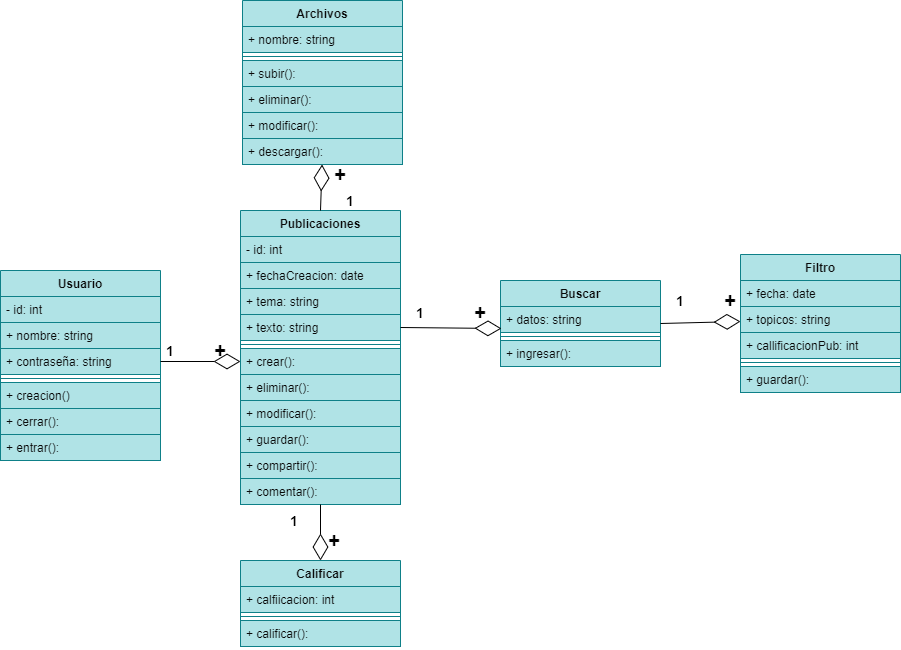 Archivos
+ nombre: string
+ subir():
+ eliminar():
+ modificar():
+ descargar():
+
1
Publicaciones
- id: int
+ fechaCreacion: date
+ tema: string
+ texto: string
+ crear():
+ eliminar():
+ modificar():
+ guardar():
+ compartir():
+ comentar():
Usuario
- id: int
+ nombre: string
+ contraseña: string
+ creacion()
+ cerrar():
+ entrar():
1
+
1
+
Buscar
+ datos: string
+ ingresar():
1
+
Filtro
+ fecha: date
+ topicos: string
+ callificacionPub: int
+ guardar():
1
+
Calificar
+ calfiicacion: int
+ calificar():